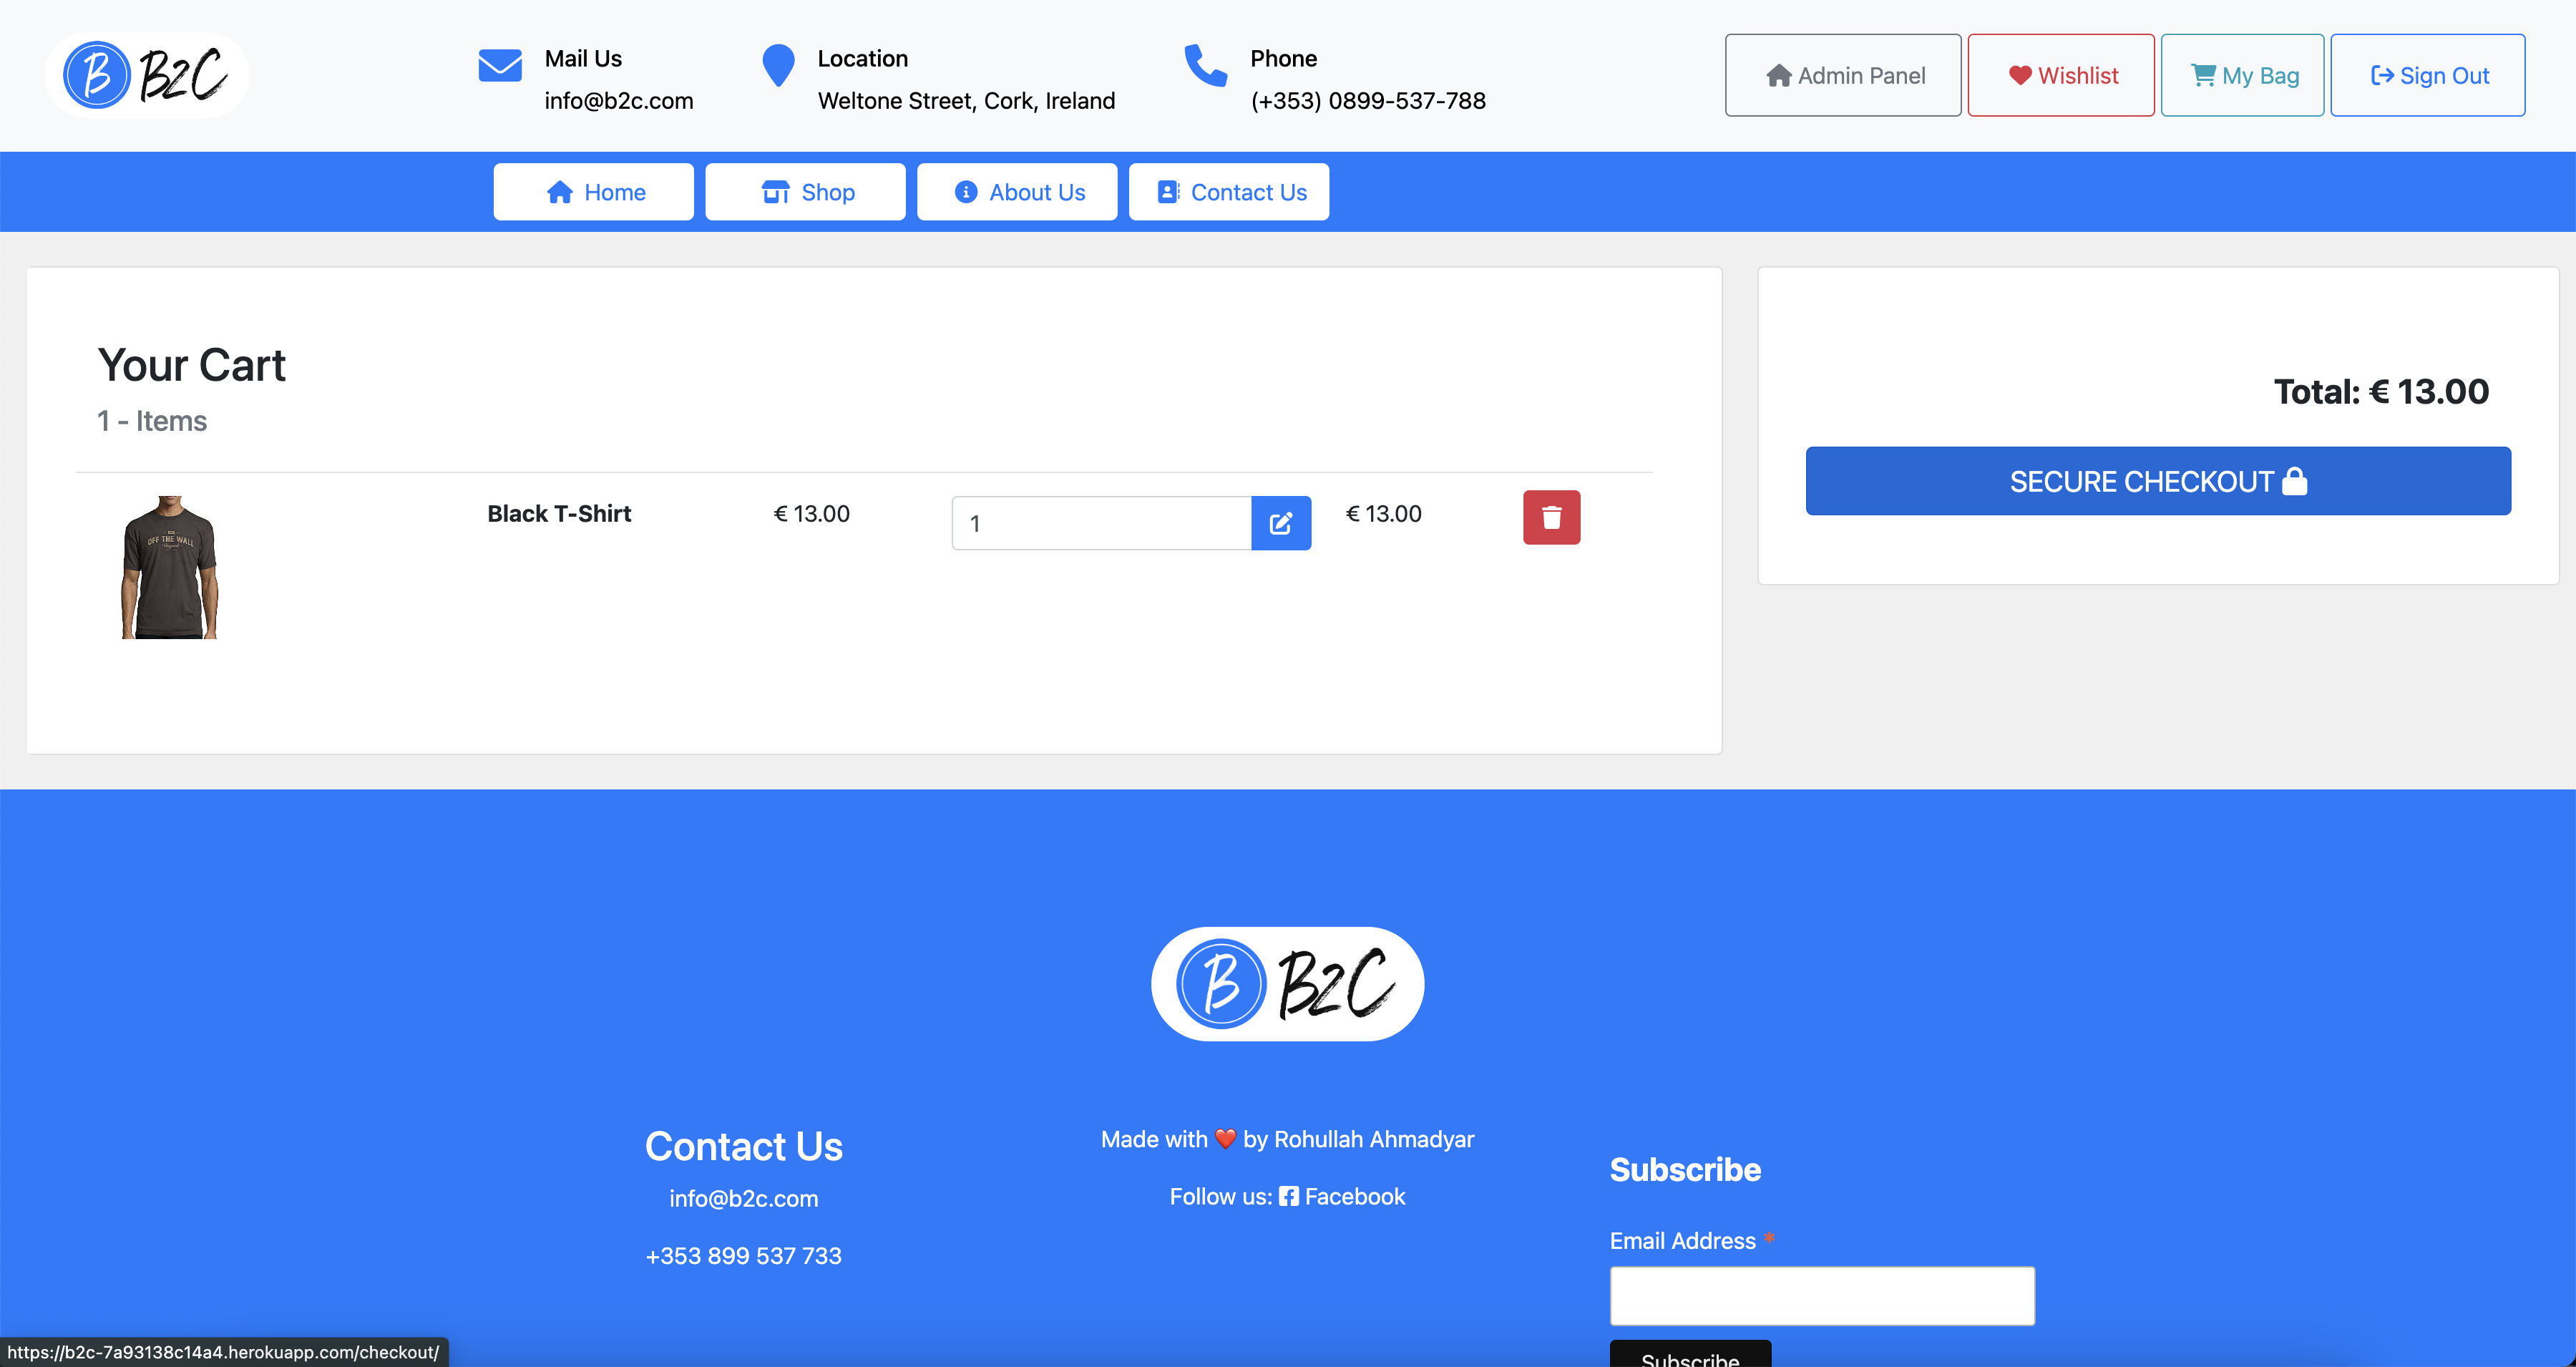 B B2C
Mail Us
info@b2c.com
Location
Weltone Street, Cork, Ireland
Phone
(+353) 0899-537-788
Admin Panel
Wishlist
My Bag
Sign Out
Home
Shop
About Us
Contact Us
Your Cart
1 - Items
OFF THE WALL
Black T-Shirt
€ 13.00
1
€ 13.00
Total: € 13.00
SECURE CHECKOUT
B B2C
Contact Us
info@b2c.com
+353 899 537 733
Made with ❤️ by Rohullah Ahmadyar
Follow us: Facebook
Subscribe
Email Address *
Subscribe
https://b2c-7a93138c14a4.herokuapp.com/checkout/